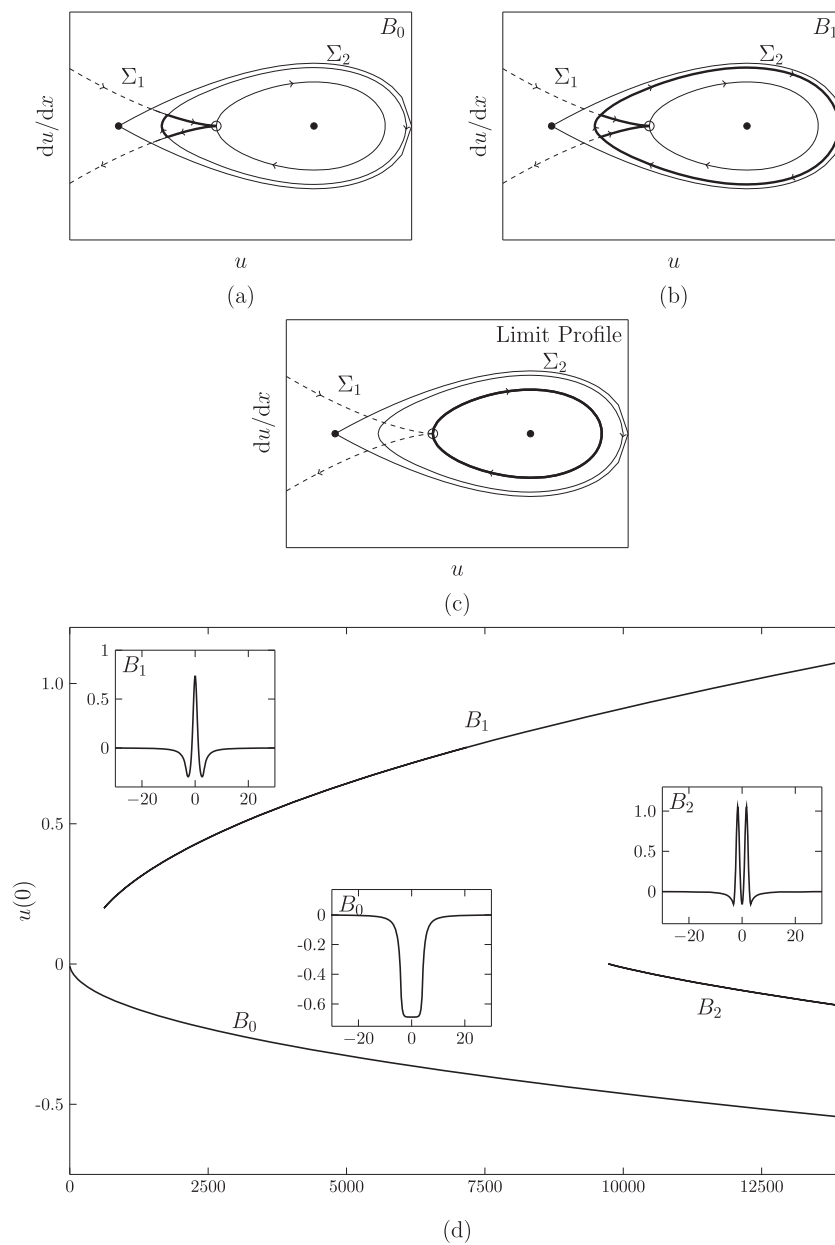 B₀
Σ₁
Σ₂
du/dx
u
(a)
B₁
Σ₁
Σ₂
du/dx
u
(b)
Limit Profile
Σ₁
Σ₂
du/dx
u
(c)
1.0
0.5
0
-0.5
u(0)
0
2500
5000
7500
10000
12500
B₁
1
0.5
0
−20
0
20
B₁
B₂
1.0
0.5
0
−20
0
20
B₀
0
-0.2
-0.4
-0.6
−20
0
20
B₀
B₂
(d)